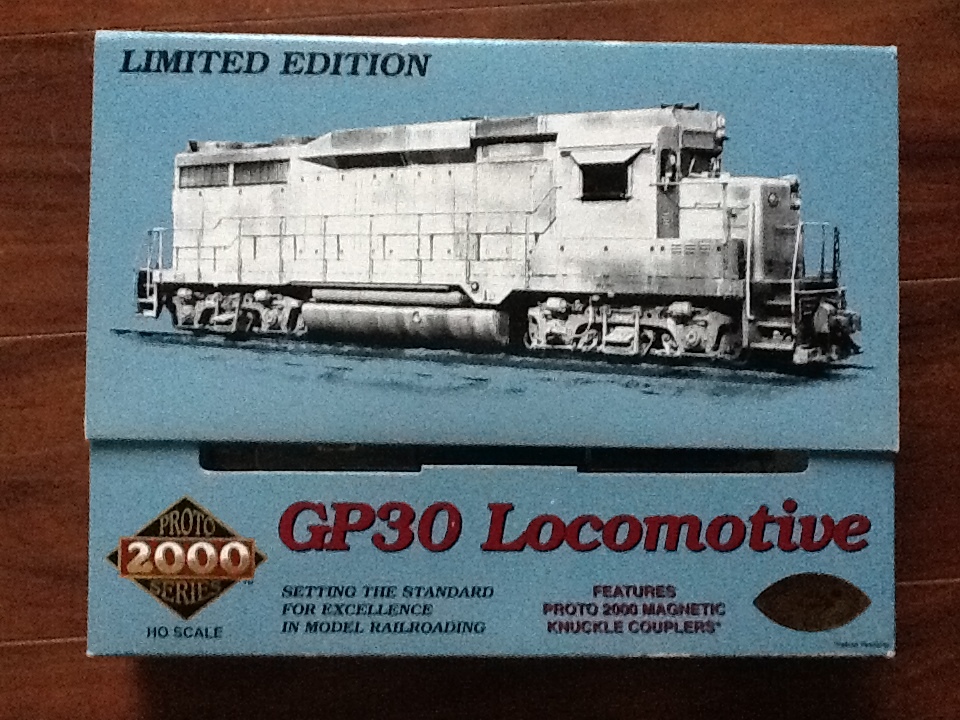 LIMITED EDITION
GP30 Locomotive
PROTO
2000
SERIES
™
HO SCALE
SETTING THE STANDARD
FOR EXCELLENCE
IN MODEL RAILROADING
FEATURES
PROTO 2000 MAGNETIC
KNUCKLE COUPLERS*